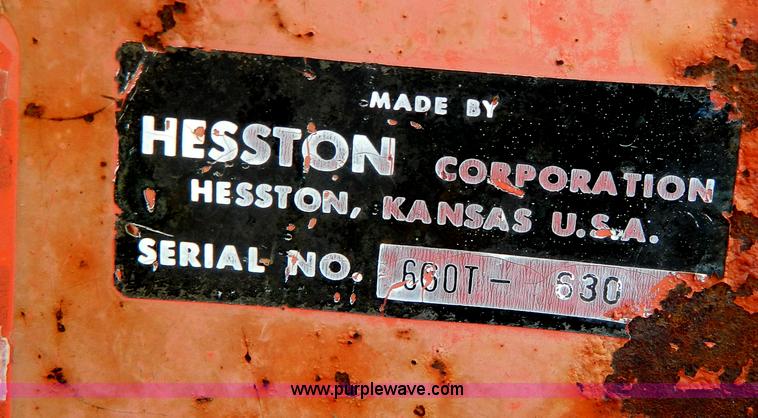 MADE BY
HESSTON CORPORATION
HESSTON, KANSAS U.S.A.
SERIAL NO. 660T- 630
www.purplewave.com